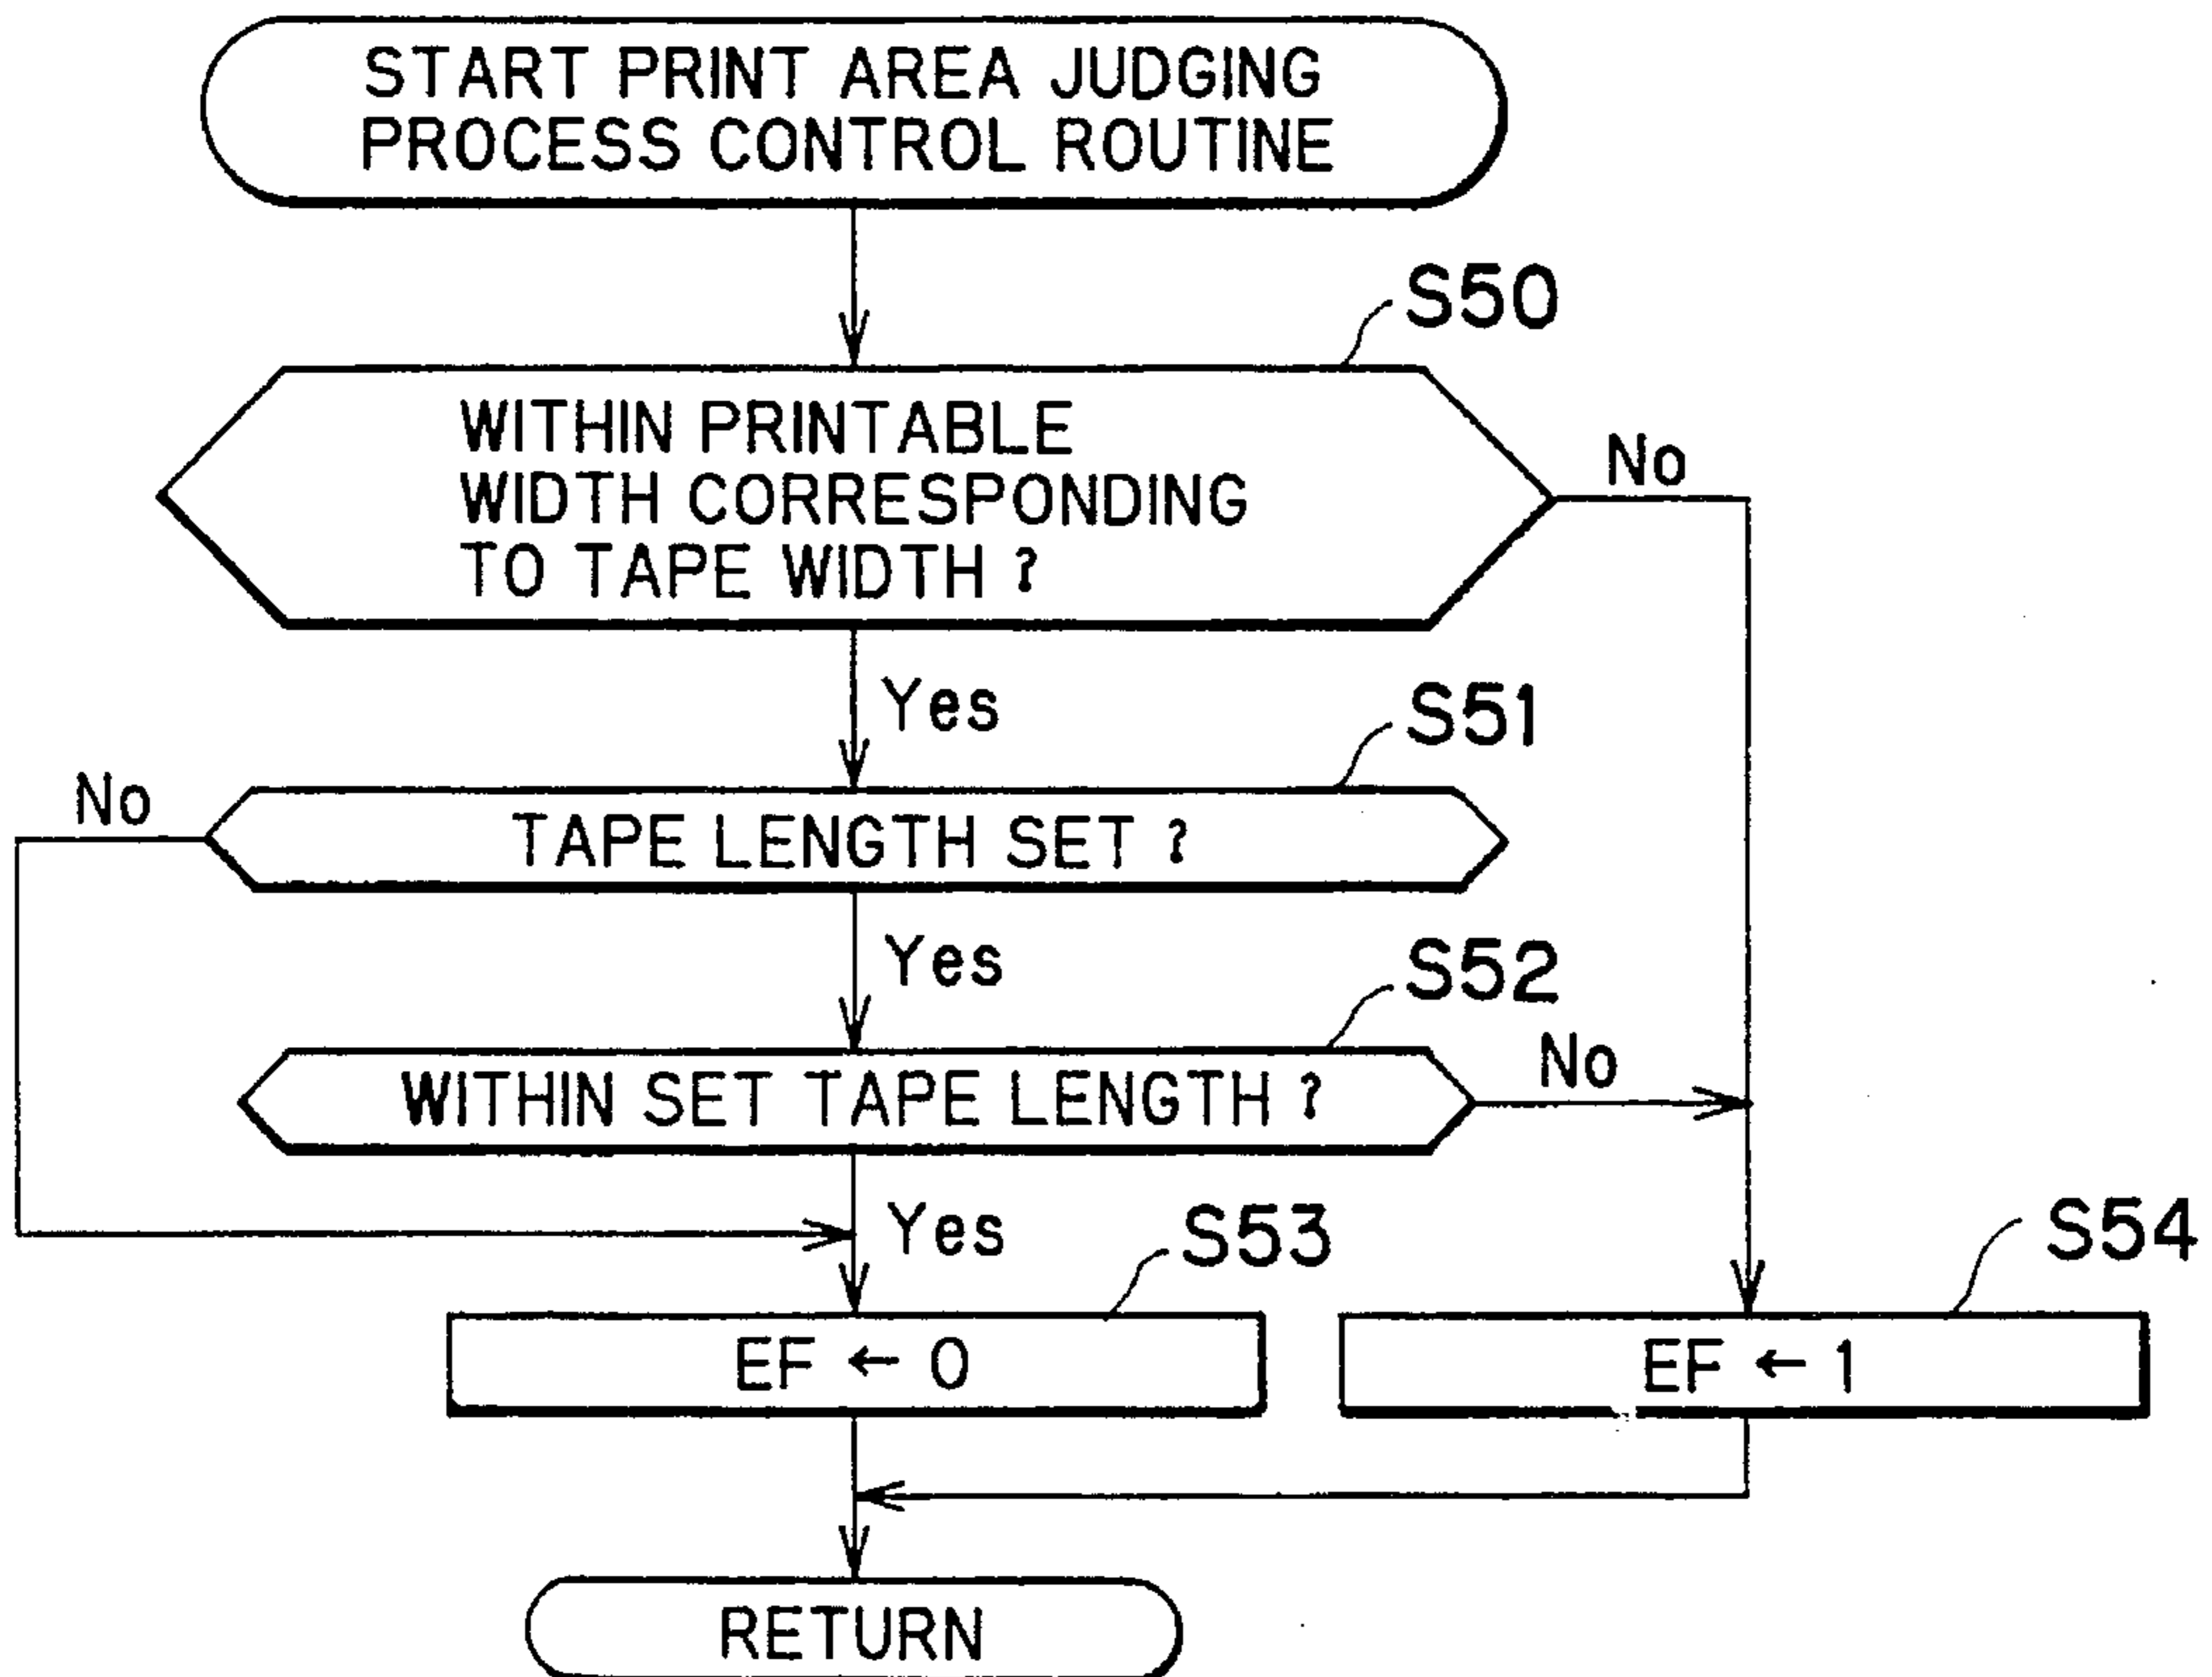 START PRINT AREA JUDGING
PROCESS CONTROL ROUTINE
S50
WITHIN PRINTABLE
WIDTH CORRESPONDING
TO TAPE WIDTH ?
No
Yes
S51
No
TAPE LENGTH SET ?
Yes
S52
WITHIN SET TAPE LENGTH ?
No
Yes
S53
S54
EF ← 0
EF ← 1
RETURN